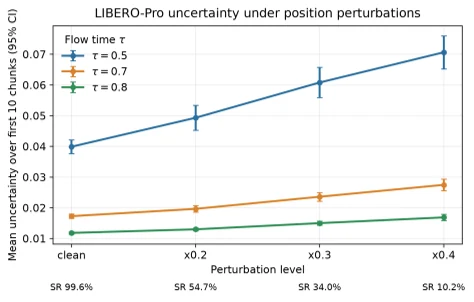 LIBERO-Pro uncertainty under position perturbations
Mean uncertainty over first 10 chunks (95% CI)
Flow time τ
τ = 0.5
τ = 0.7
τ = 0.8
0.07
0.06
0.05
0.04
0.03
0.02
0.01
clean x0.2 x0.3 x0.4
Perturbation level
SR 99.6% SR 54.7% SR 34.0% SR 10.2%